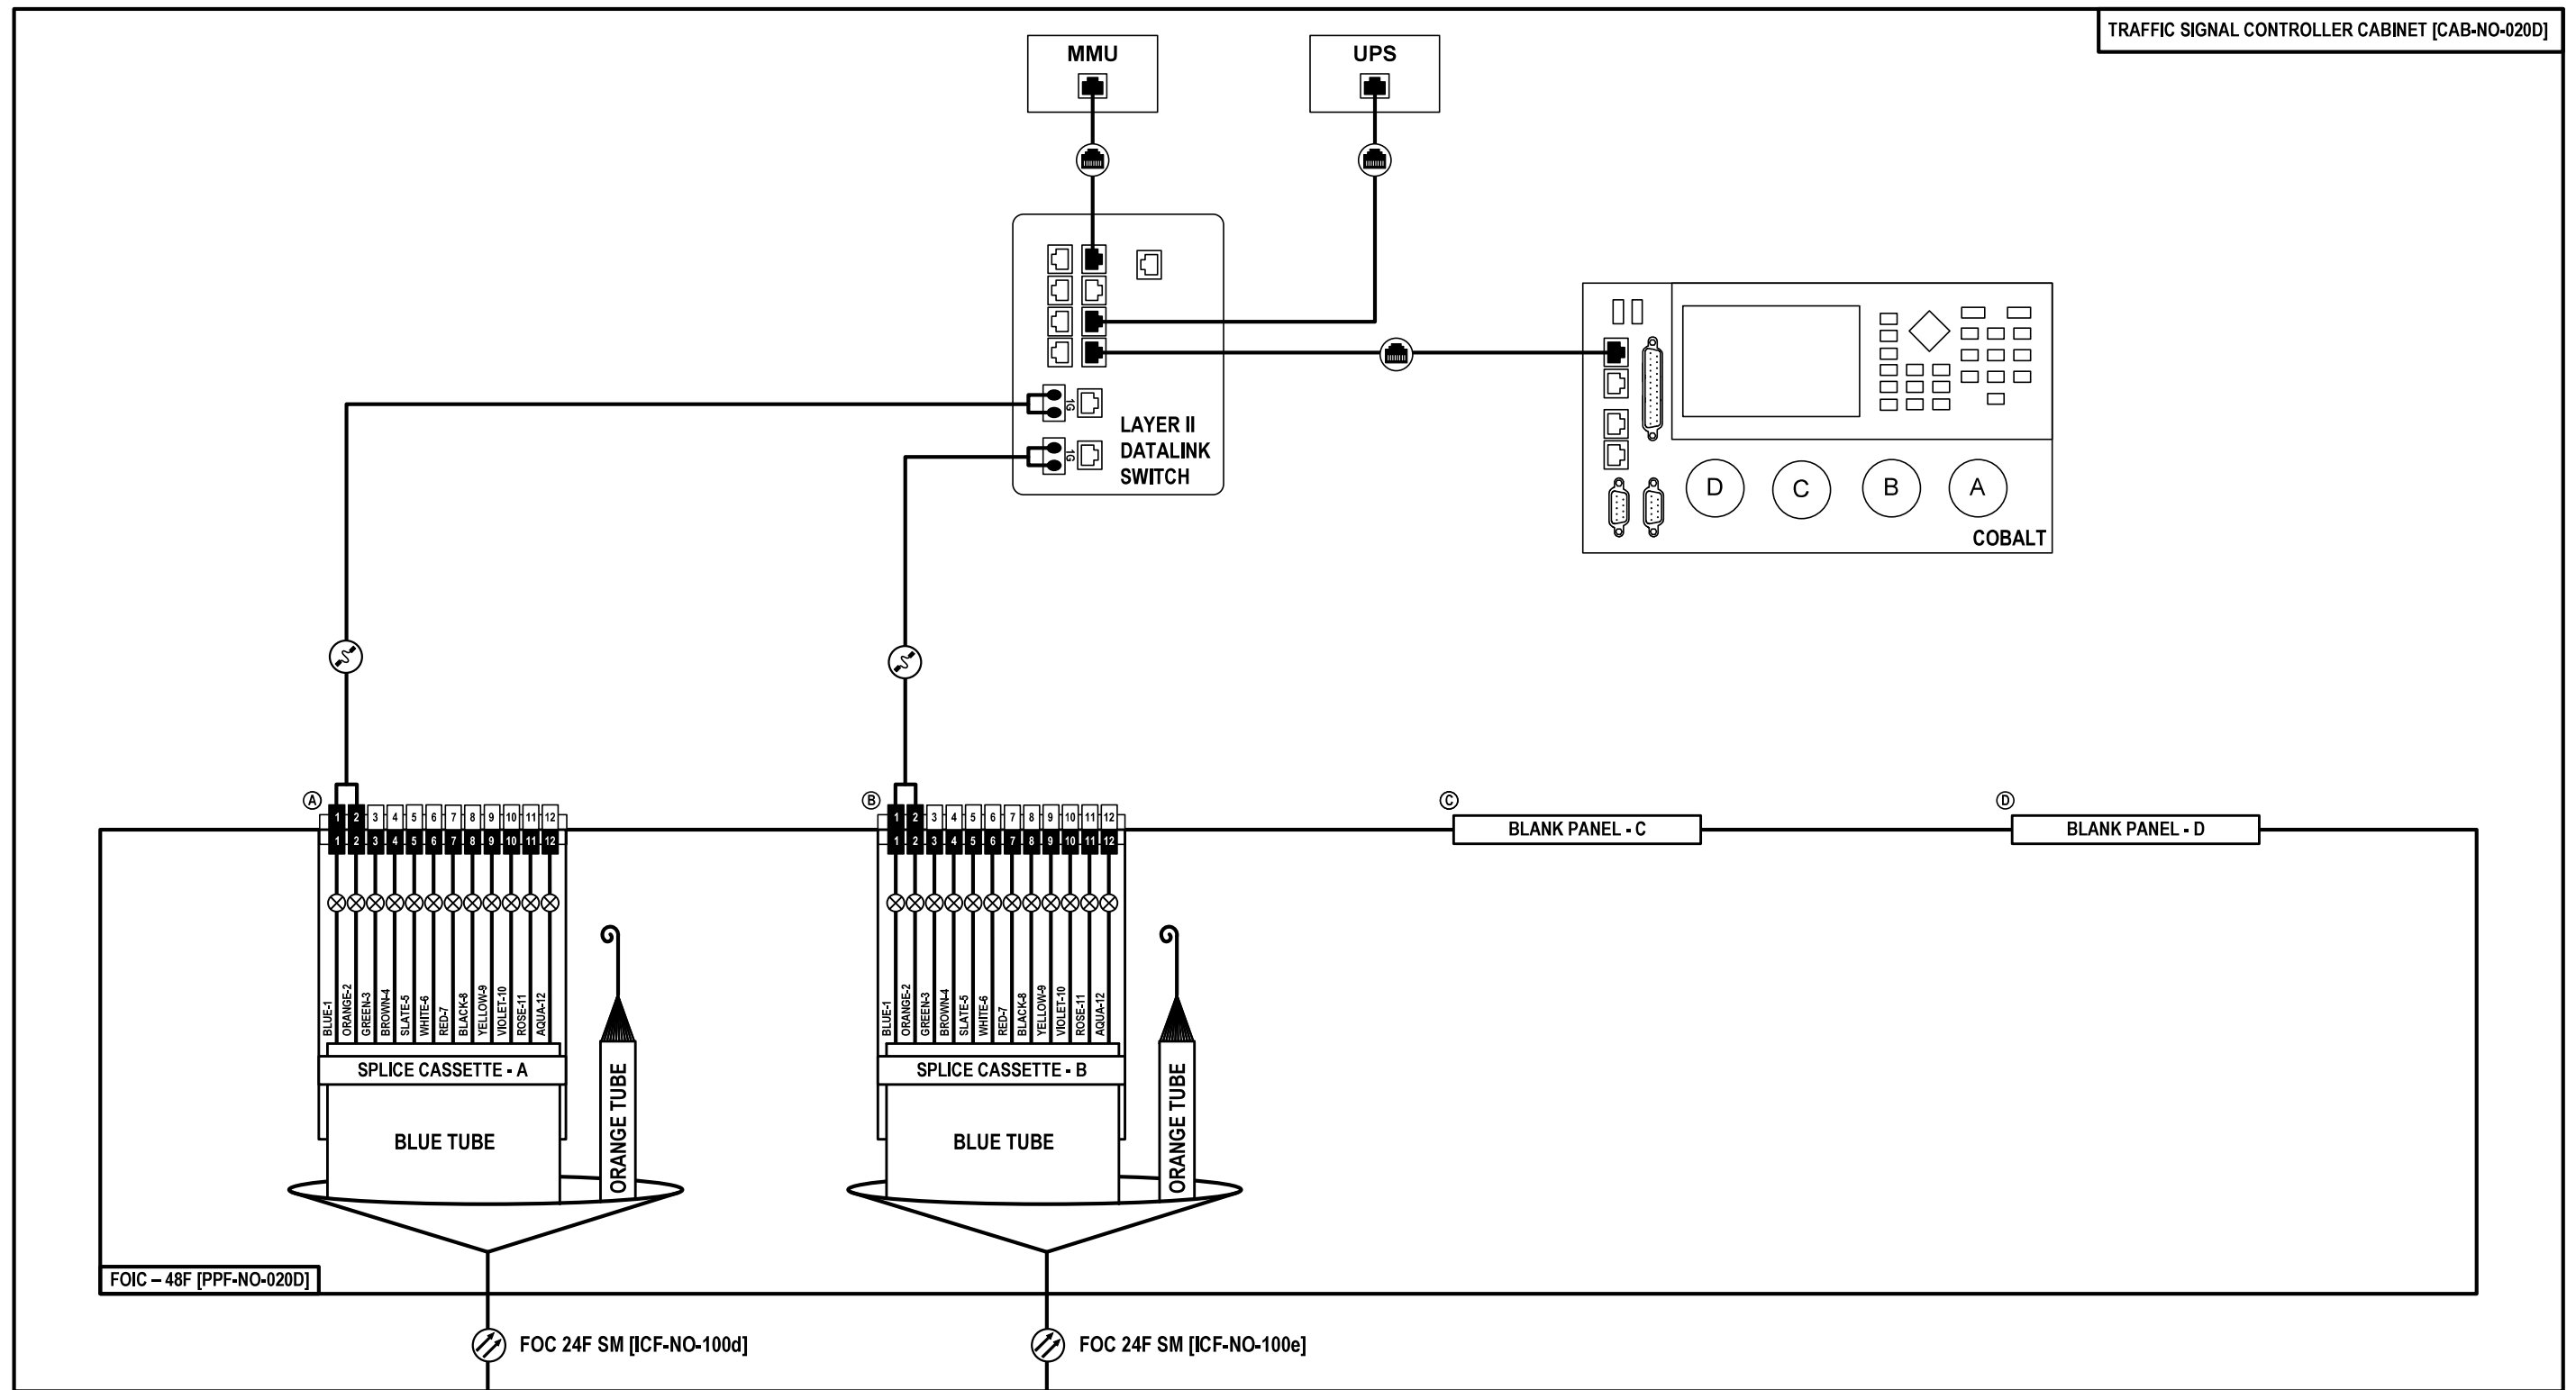 TRAFFIC SIGNAL CONTROLLER CABINET [CAB-NO-020D]
MMU
UPS
1G
1G
LAYER II
DATALINK
SWITCH
D
C
B
A
COBALT
A
1 2 3 4 5 6 7 8 9 10 11 12
1 2 3 4 5 6 7 8 9 10 11 12
BLUE-1
ORANGE-2
GREEN-3
BROWN-4
SLATE-5
WHITE-6
RED-7
BLACK-8
YELLOW-9
VIOLET-10
ROSE-11
AQUA-12
SPLICE CASSETTE - A
BLUE TUBE
ORANGE TUBE
B
1 2 3 4 5 6 7 8 9 10 11 12
1 2 3 4 5 6 7 8 9 10 11 12
BLUE-1
ORANGE-2
GREEN-3
BROWN-4
SLATE-5
WHITE-6
RED-7
BLACK-8
YELLOW-9
VIOLET-10
ROSE-11
AQUA-12
SPLICE CASSETTE - B
BLUE TUBE
ORANGE TUBE
C
BLANK PANEL - C
D
BLANK PANEL - D
FOIC – 48F [PPF-NO-020D]
FOC 24F SM [ICF-NO-100d]
FOC 24F SM [ICF-NO-100e]